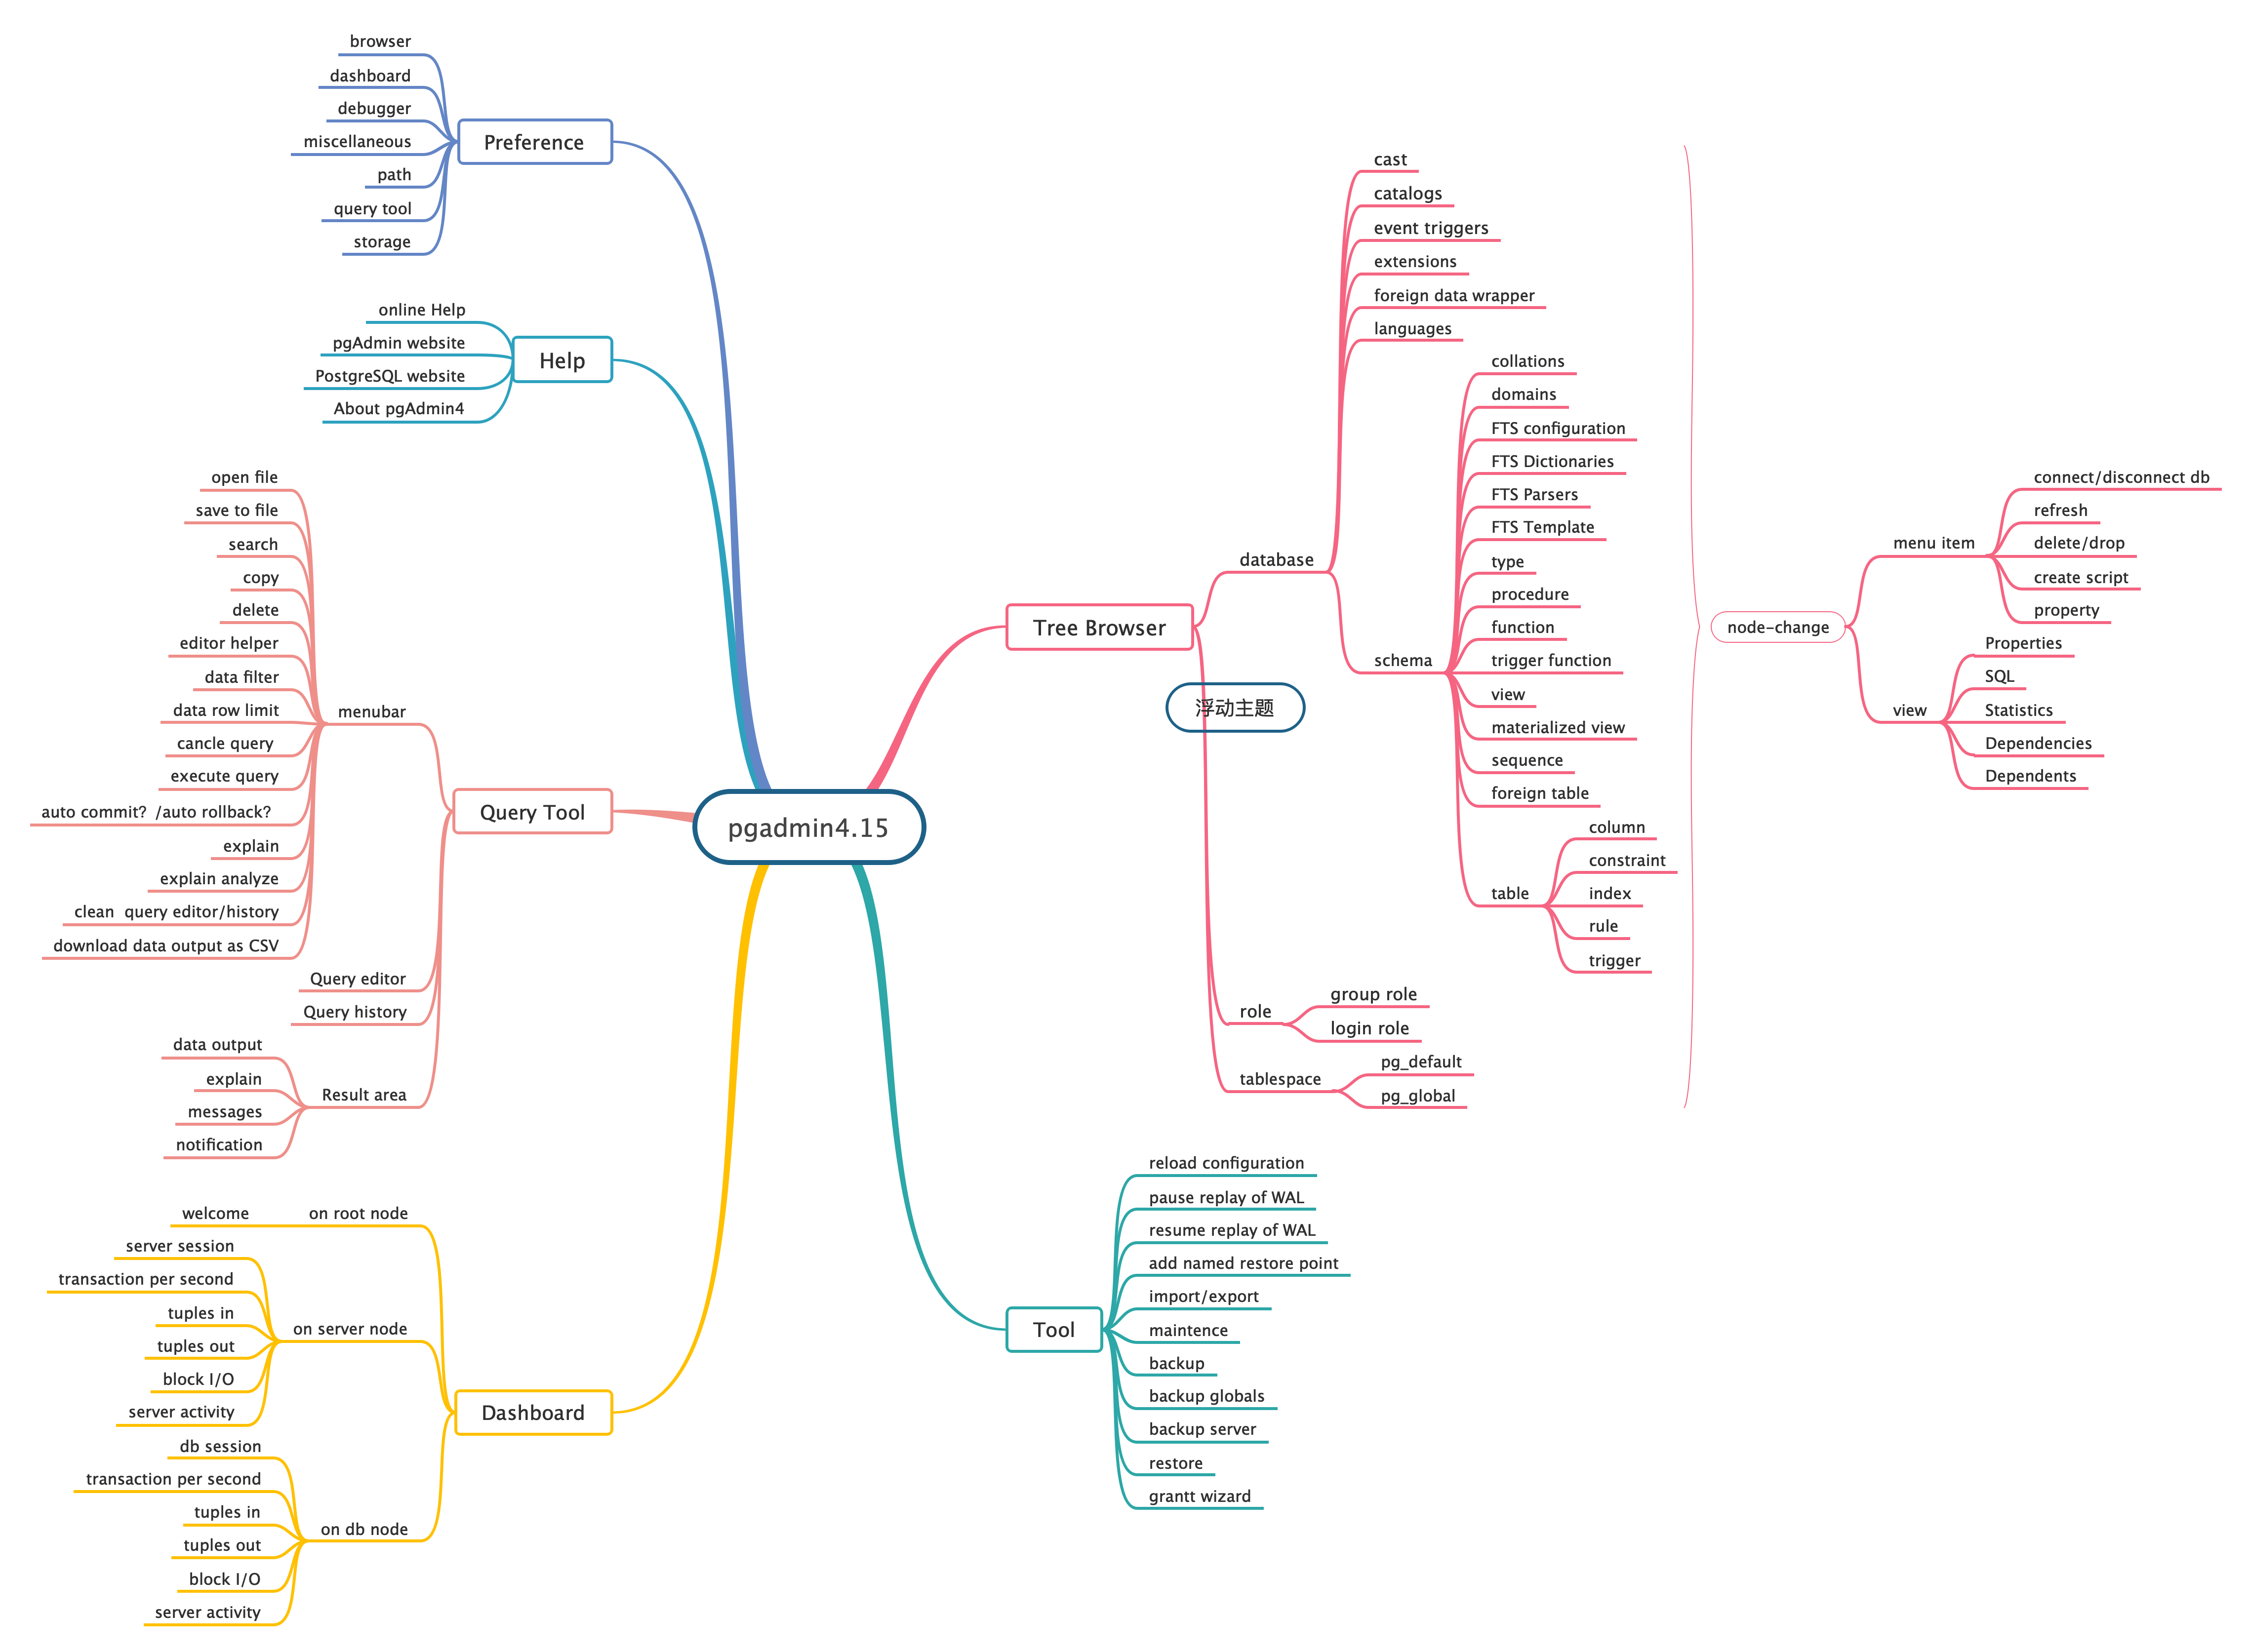 pgadmin4.15
Preference
browser
dashboard
debugger
miscellaneous
path
query tool
storage
Help
online Help
pgAdmin website
PostgreSQL website
About pgAdmin4
Query Tool
menubar
open file
save to file
search
copy
delete
editor helper
data filter
data row limit
cancle query
execute query
auto commit? /auto rollback?
explain
explain analyze
clean query editor/history
download data output as CSV
Query editor
Query history
Result area
data output
explain
messages
notification
Dashboard
on root node
welcome
on server node
server session
transaction per second
tuples in
tuples out
block I/O
server activity
on db node
db session
transaction per second
tuples in
tuples out
block I/O
server activity
Tree Browser
database
cast
catalogs
event triggers
extensions
foreign data wrapper
languages
schema
collations
domains
FTS configuration
FTS Dictionaries
FTS Parsers
FTS Template
type
procedure
function
trigger function
view
materialized view
sequence
foreign table
table
column
constraint
index
rule
trigger
role
group role
login role
tablespace
pg_default
pg_global
node-change
menu item
connect/disconnect db
refresh
delete/drop
create script
property
view
Properties
SQL
Statistics
Dependencies
Dependents
浮动主题
Tool
reload configuration
pause replay of WAL
resume replay of WAL
add named restore point
import/export
maintence
backup
backup globals
backup server
restore
grantt wizard